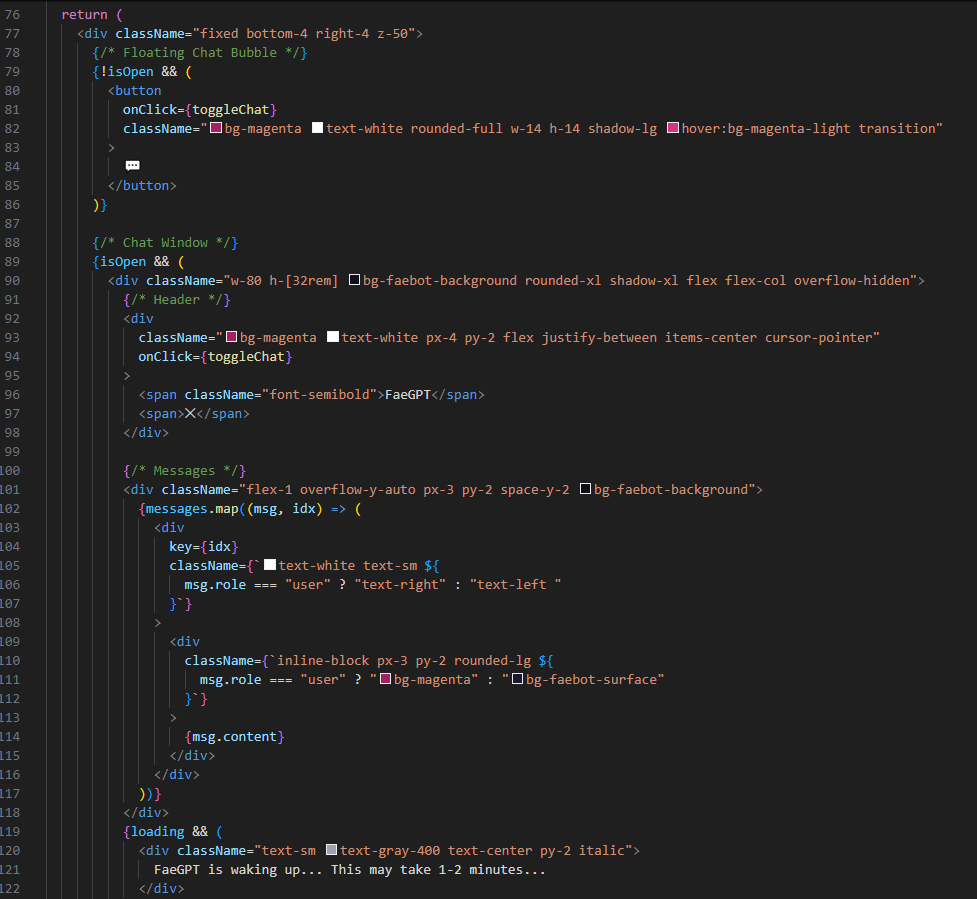 76 return (
77 <div className="fixed bottom-4 right-4 z-50">
78 {/* Floating Chat Bubble */}
79 {!isOpen && (
80 <button
81 onClick={toggleChat}
82 className="bg-magenta text-white rounded-full w-14 h-14 shadow-lg hover:bg-magenta-light transition"
83 >
84 💬
85 </button>
86 )}
87
88 {/* Chat Window */}
89 {isOpen && (
90 <div className="w-80 h-[32rem] bg-faebot-background rounded-xl shadow-xl flex flex-col overflow-hidden">
91 {/* Header */}
92 <div
93 className="bg-magenta text-white px-4 py-2 flex justify-between items-center cursor-pointer"
94 onClick={toggleChat}
95 >
96 <span className="font-semibold">FaeGPT</span>
97 <span>✕</span>
98 </div>
99
100 {/* Messages */}
101 <div className="flex-1 overflow-y-auto px-3 py-2 space-y-2 bg-faebot-background">
102 {messages.map((msg, idx) => (
103 <div
104 key={idx}
105 className={`text-white text-sm ${
106 msg.role === "user" ? "text-right" : "text-left "
107 }`}
108 >
109 <div
110 className={`inline-block px-3 py-2 rounded-lg ${
111 msg.role === "user" ? "bg-magenta" : "bg-faebot-surface"
112 }`}
113 >
114 {msg.content}
115 </div>
116 </div>
117 ))}
118 </div>
119 {loading && (
120 <div className="text-sm text-gray-400 text-center py-2 italic">
121 FaeGPT is waking up... This may take 1-2 minutes...
122 </div>